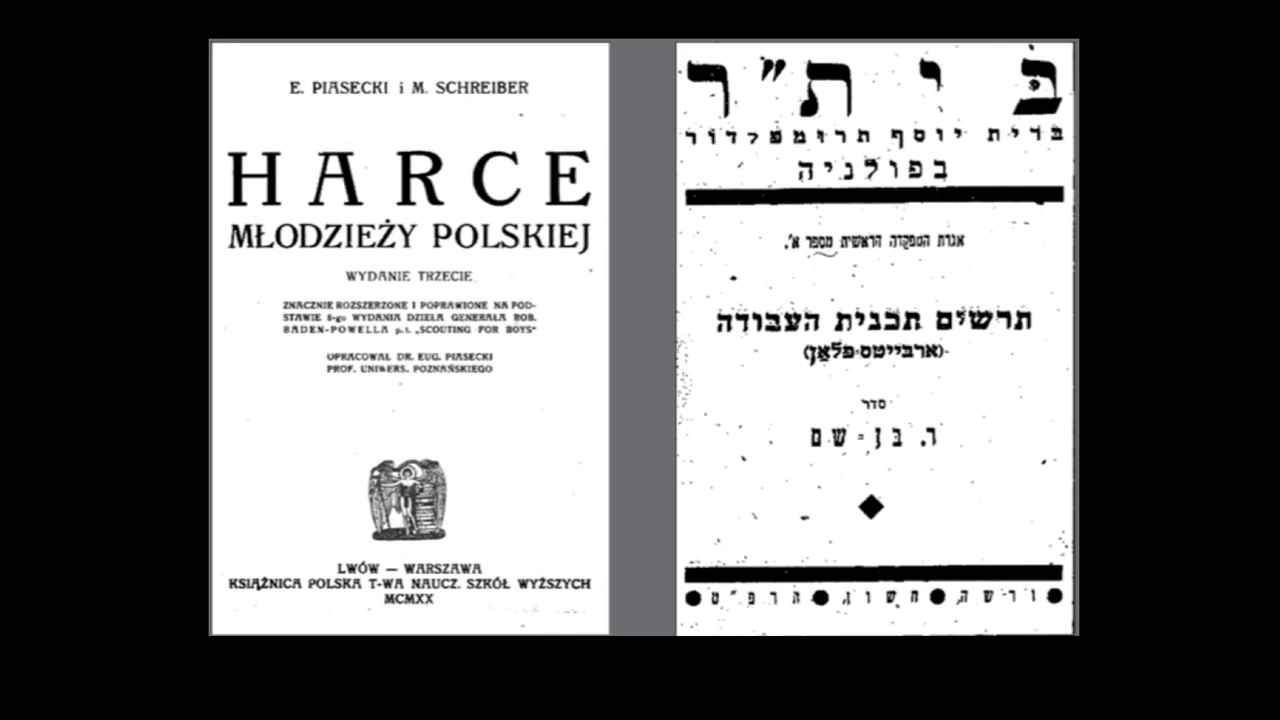 E. PIASECKI i M. SCHREIBER
HARCE
MŁODZIEŻY POLSKIEJ
WYDANIE TRZECIE
ZNACZNIE ROZSZERZONE I POPRAWIONE NA POD-
STAWIE 8-go WYDANIA DZIEŁA GENERAŁA ROB.
BADEN-POWELLA p. t. „SCOUTING FOR BOYS"
OPRACOWAŁ DR. EUG. PIASECKI
PROF. UNIWERS. POZNAŃSKIEGO
LWÓW — WARSZAWA
KSIĄŻNICA POLSKA T-WA NAUCZ. SZKÓŁ WYŻSZYCH
MCMXX
בית״ר
ברית יוסף תרומפלדור
בפולניה
אגרת המפקדה הראשית מספר א׳.
תרשים תכנית העבודה
(ארבייטס-פלאַן)
סדר
ר. בן-שם
ורשה, חשון, תרפ״ט